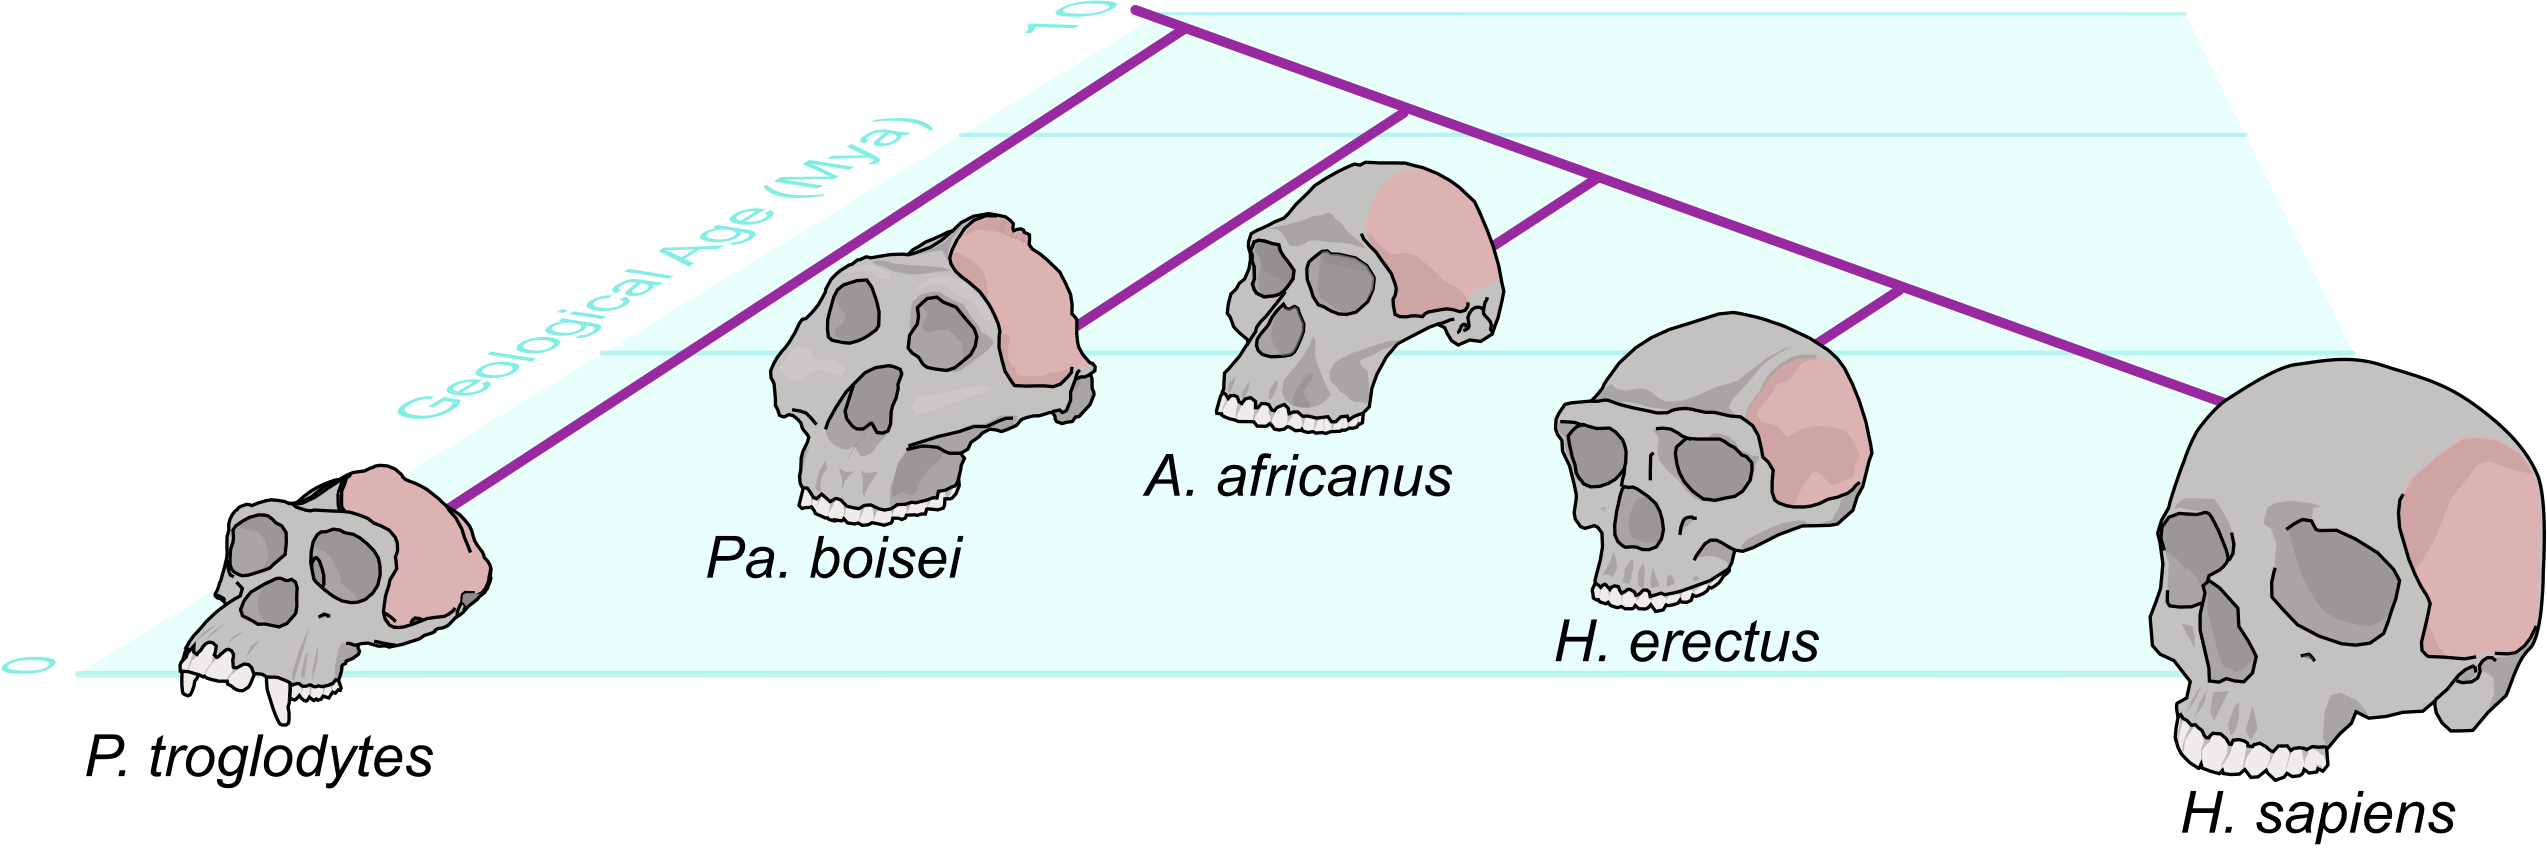 10
Geological Age (Mya)
0
P. troglodytes
Pa. boisei
A. africanus
H. erectus
H. sapiens